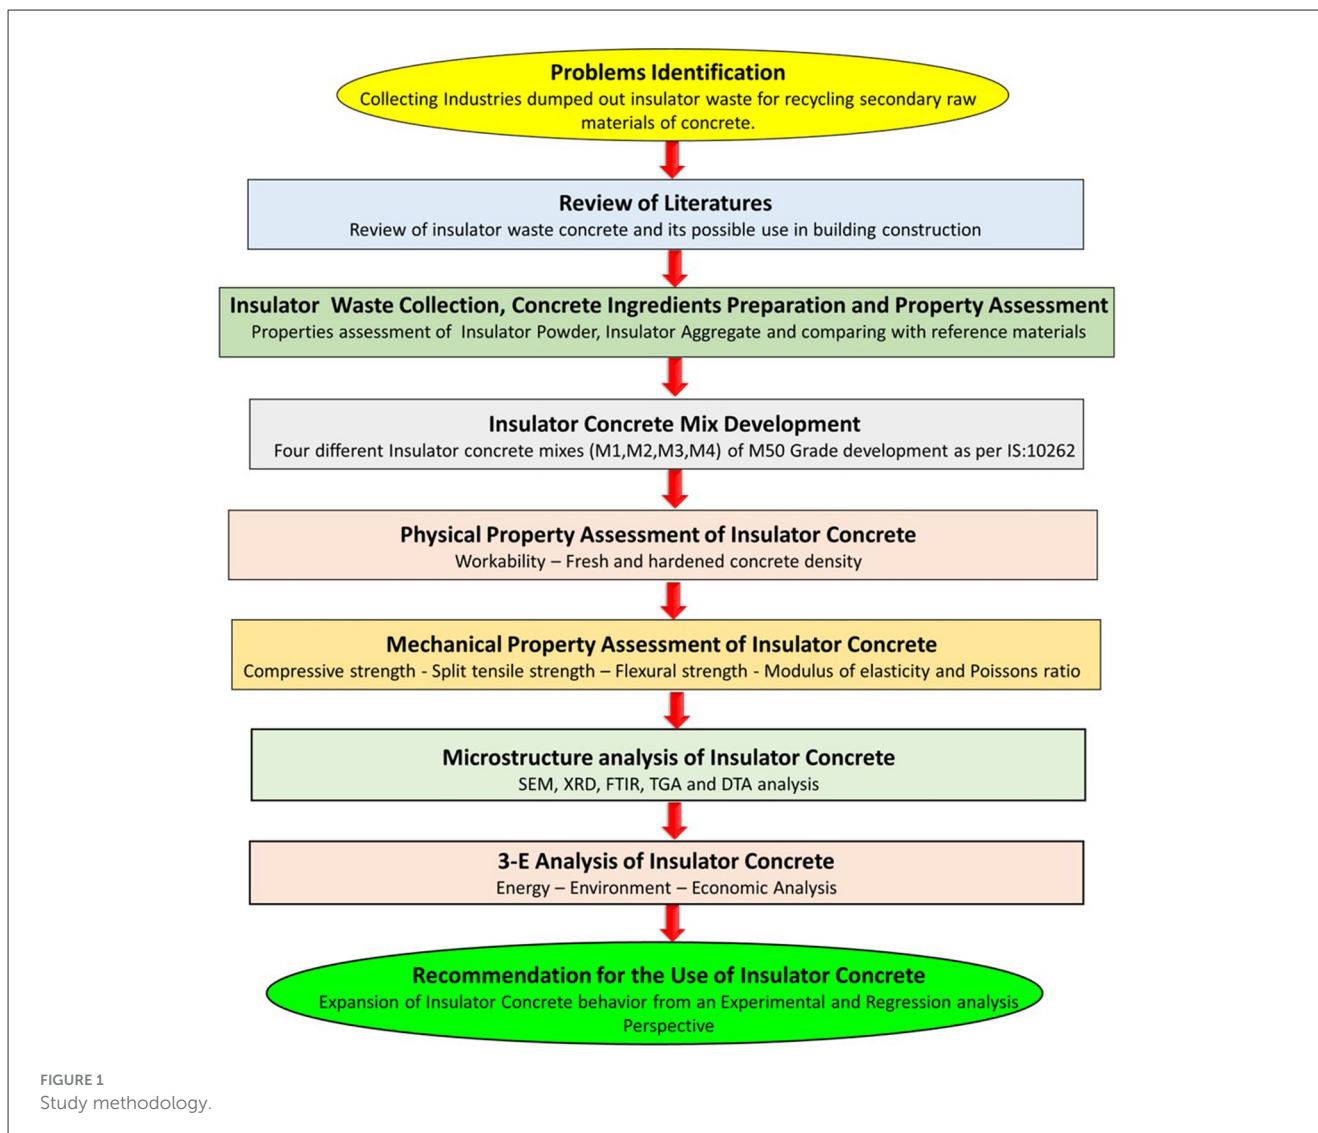 Problems Identification
Collecting Industries dumped out insulator waste for recycling secondary raw
materials of concrete.
Review of Literatures
Review of insulator waste concrete and its possible use in building construction
Insulator Waste Collection, Concrete Ingredients Preparation and Property Assessment
Properties assessment of Insulator Powder, Insulator Aggregate and comparing with reference materials
Insulator Concrete Mix Development
Four different Insulator concrete mixes (M1,M2,M3,M4) of M50 Grade development as per IS:10262
Physical Property Assessment of Insulator Concrete
Workability – Fresh and hardened concrete density
Mechanical Property Assessment of Insulator Concrete
Compressive strength - Split tensile strength – Flexural strength - Modulus of elasticity and Poissons ratio
Microstructure analysis of Insulator Concrete
SEM, XRD, FTIR, TGA and DTA analysis
3-E Analysis of Insulator Concrete
Energy – Environment – Economic Analysis
Recommendation for the Use of Insulator Concrete
Expansion of Insulator Concrete behavior from an Experimental and Regression analysis
Perspective
FIGURE 1
Study methodology.